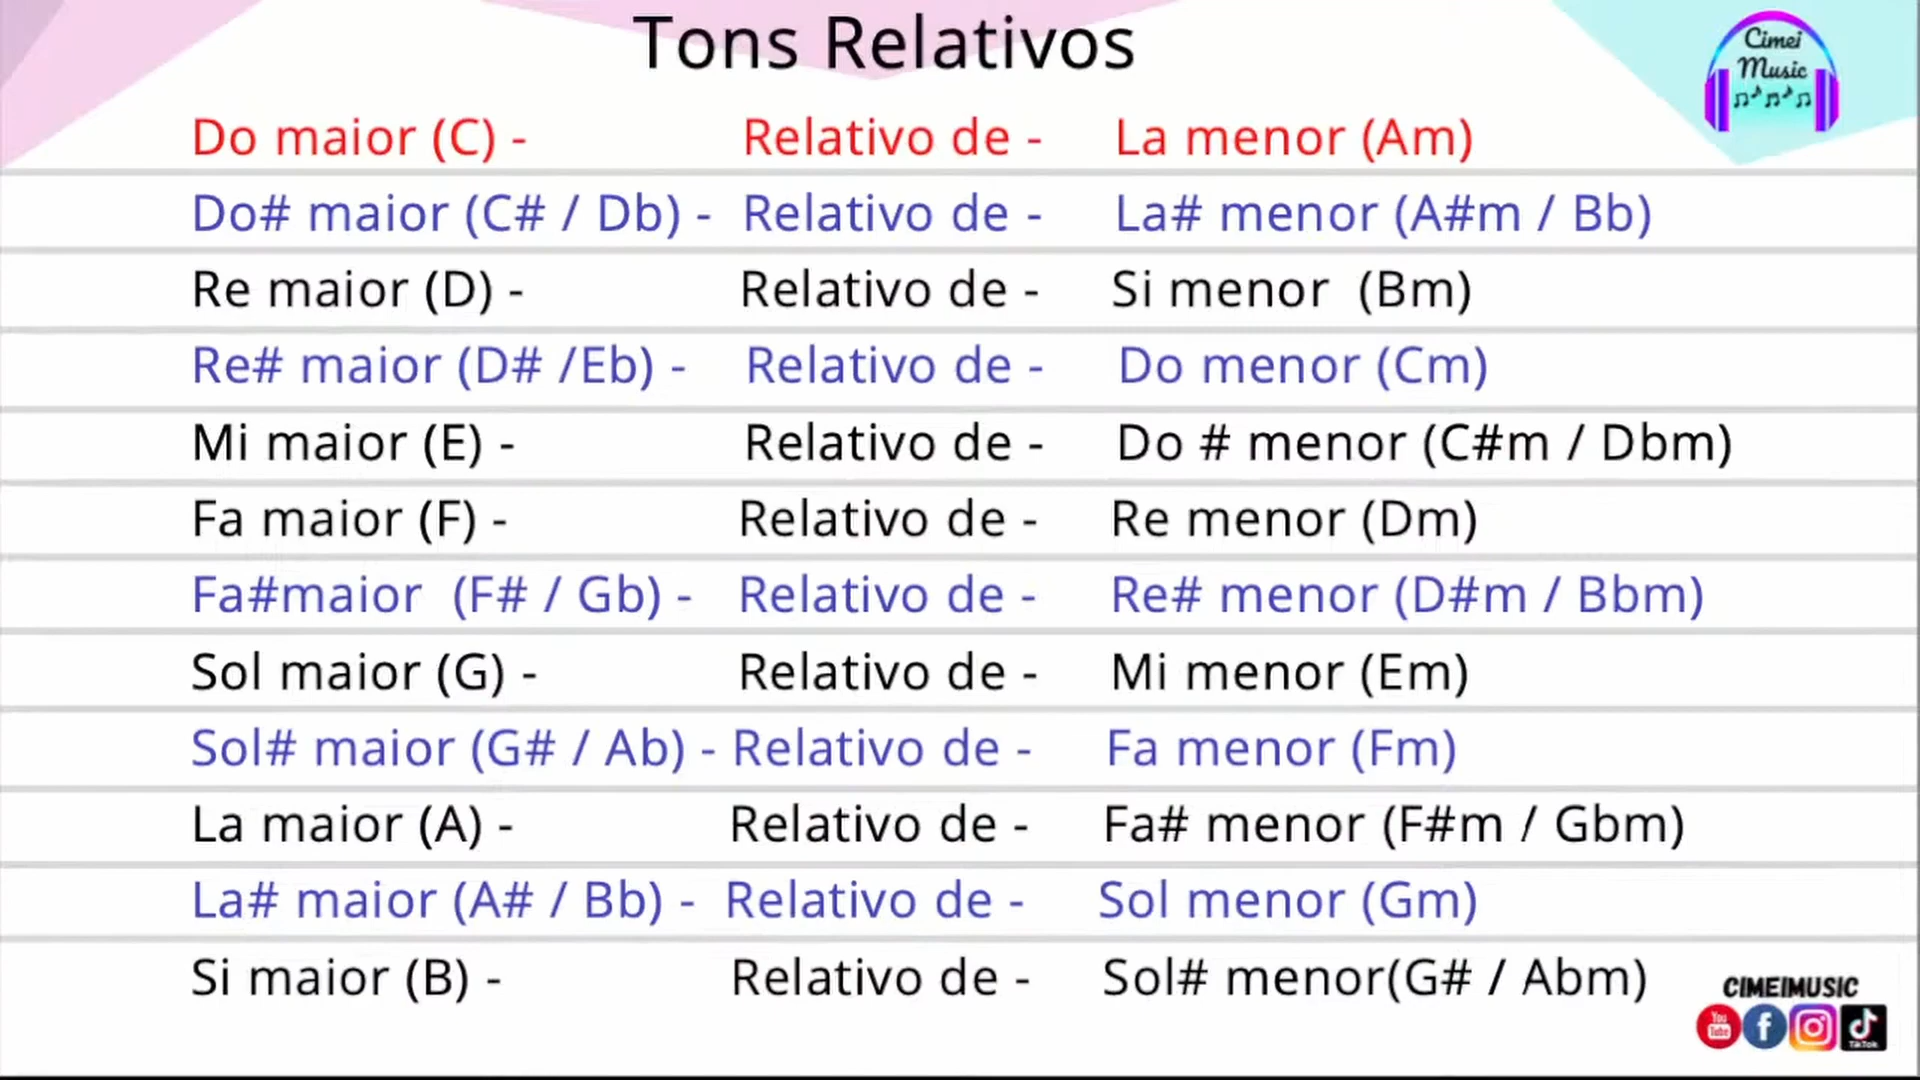 Tons Relativos
Cimei
Music
Do maior (C) - Relativo de - La menor (Am)
Do# maior (C# / Db) - Relativo de - La# menor (A#m / Bb)
Re maior (D) - Relativo de - Si menor (Bm)
Re# maior (D# /Eb) - Relativo de - Do menor (Cm)
Mi maior (E) - Relativo de - Do # menor (C#m / Dbm)
Fa maior (F) - Relativo de - Re menor (Dm)
Fa#maior (F# / Gb) - Relativo de - Re# menor (D#m / Bbm)
Sol maior (G) - Relativo de - Mi menor (Em)
Sol# maior (G# / Ab) - Relativo de - Fa menor (Fm)
La maior (A) - Relativo de - Fa# menor (F#m / Gbm)
La# maior (A# / Bb) - Relativo de - Sol menor (Gm)
Si maior (B) - Relativo de - Sol# menor(G# / Abm)
CIMEIMUSIC
You Tube
TikTok